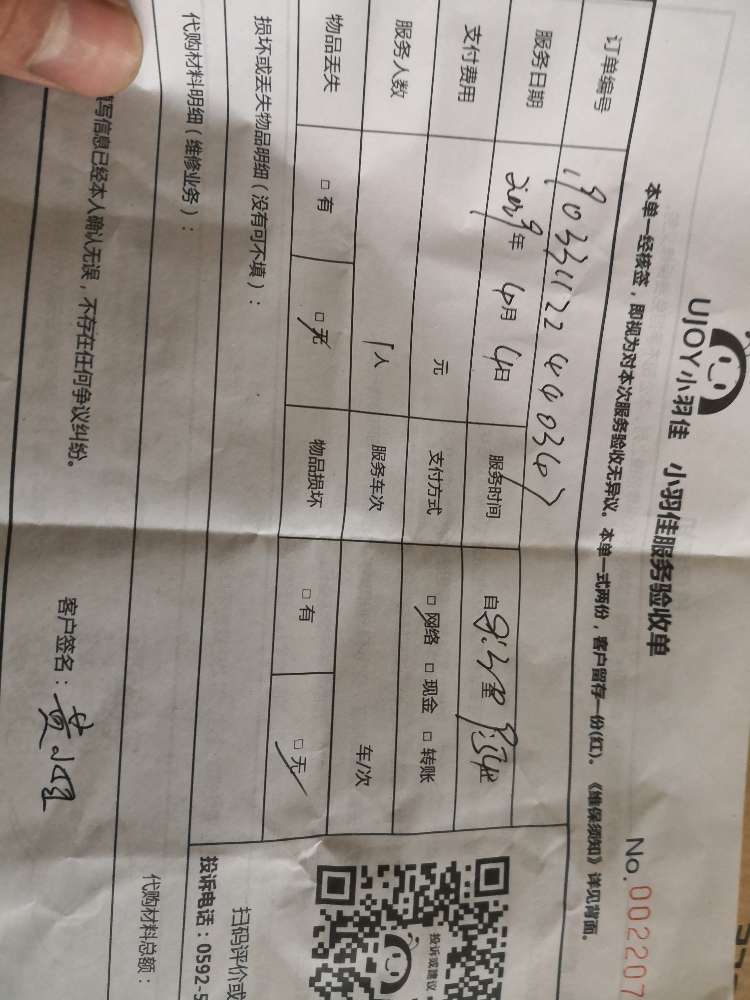 UJOY小羽佳 小羽佳服务验收单
No.002207
本单一经核签，即视为对本次服务验收无异议。本单一式两份，客户留存一份(红)。《维保须知》详见背面。
订单编号
服务日期 2019年 4月 4日 服务时间 自8:30至
支付费用 元 支付方式 □网络 □现金 □转账
服务人数 1人 服务车次 车/次
物品丢失 □有 □无 物品损坏 □有 □无
损坏或丢失物品明细（没有可不填）：
代购材料明细（维修业务）：
代购材料总额：
写信息已经本人确认无误，不存在任何争议纠纷。
客户签名：黄
投诉或建议
扫码评价或
投诉电话：0592-5